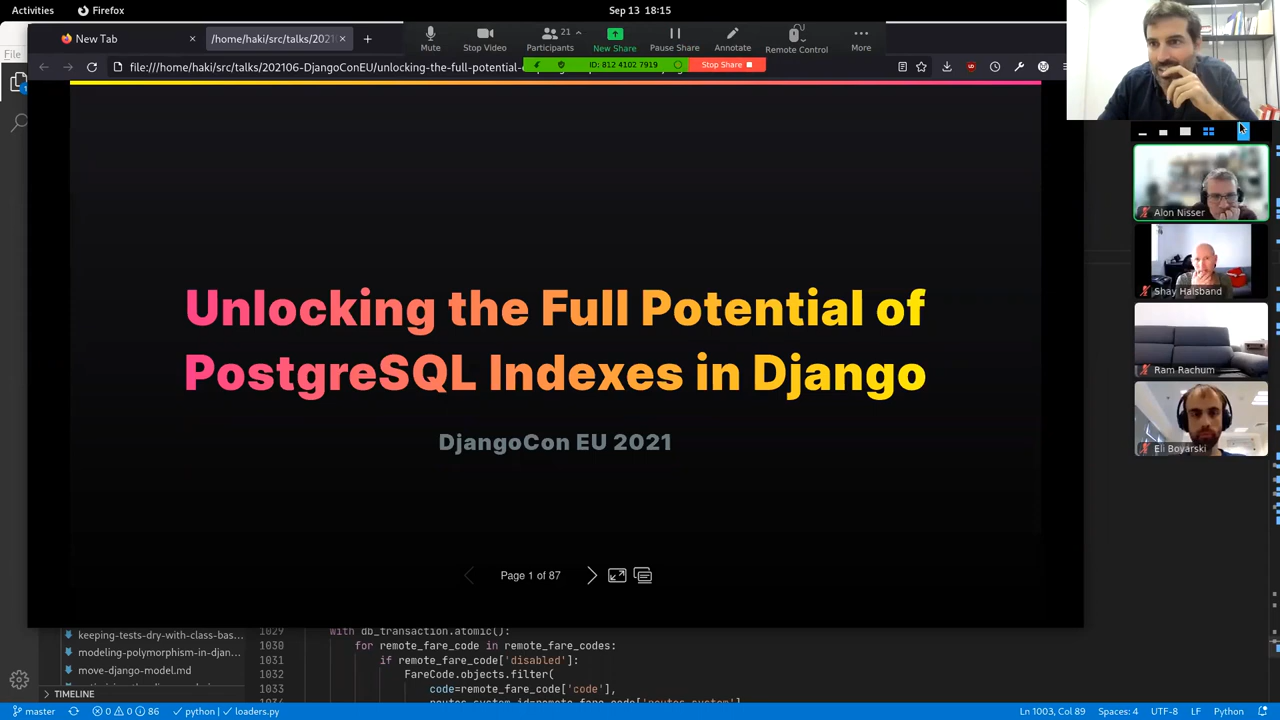 Activities
Firefox
Sep 13 18:15
File
New Tab
/home/haki/src/talks/2021
Mute
Stop Video
Participants
21
New Share
Pause Share
Annotate
Remote Control
More
file:///home/haki/src/talks/202106-DjangoConEU/unlocking-the-full-potential-
ID: 812 4102 7919
Stop Share
Unlocking the Full Potential of
PostgreSQL Indexes in Django
DjangoCon EU 2021
Page 1 of 87
Alon Nisser
Shay Halsband
Ram Rachum
Eli Boyarski
keeping-tests-dry-with-class-bas...
modeling-polymorphism-in-djan...
move-django-model.md
TIMELINE
1029 with db_transaction.atomic():
1030 for remote_fare_code in remote_fare_codes:
1031 if remote_fare_code['disabled']:
1032 FareCode.objects.filter(
1033 code=remote_fare_code['code'],
master
0 0 86
python | loaders.py
Ln 1003, Col 89
Spaces: 4
UTF-8
LF
Python